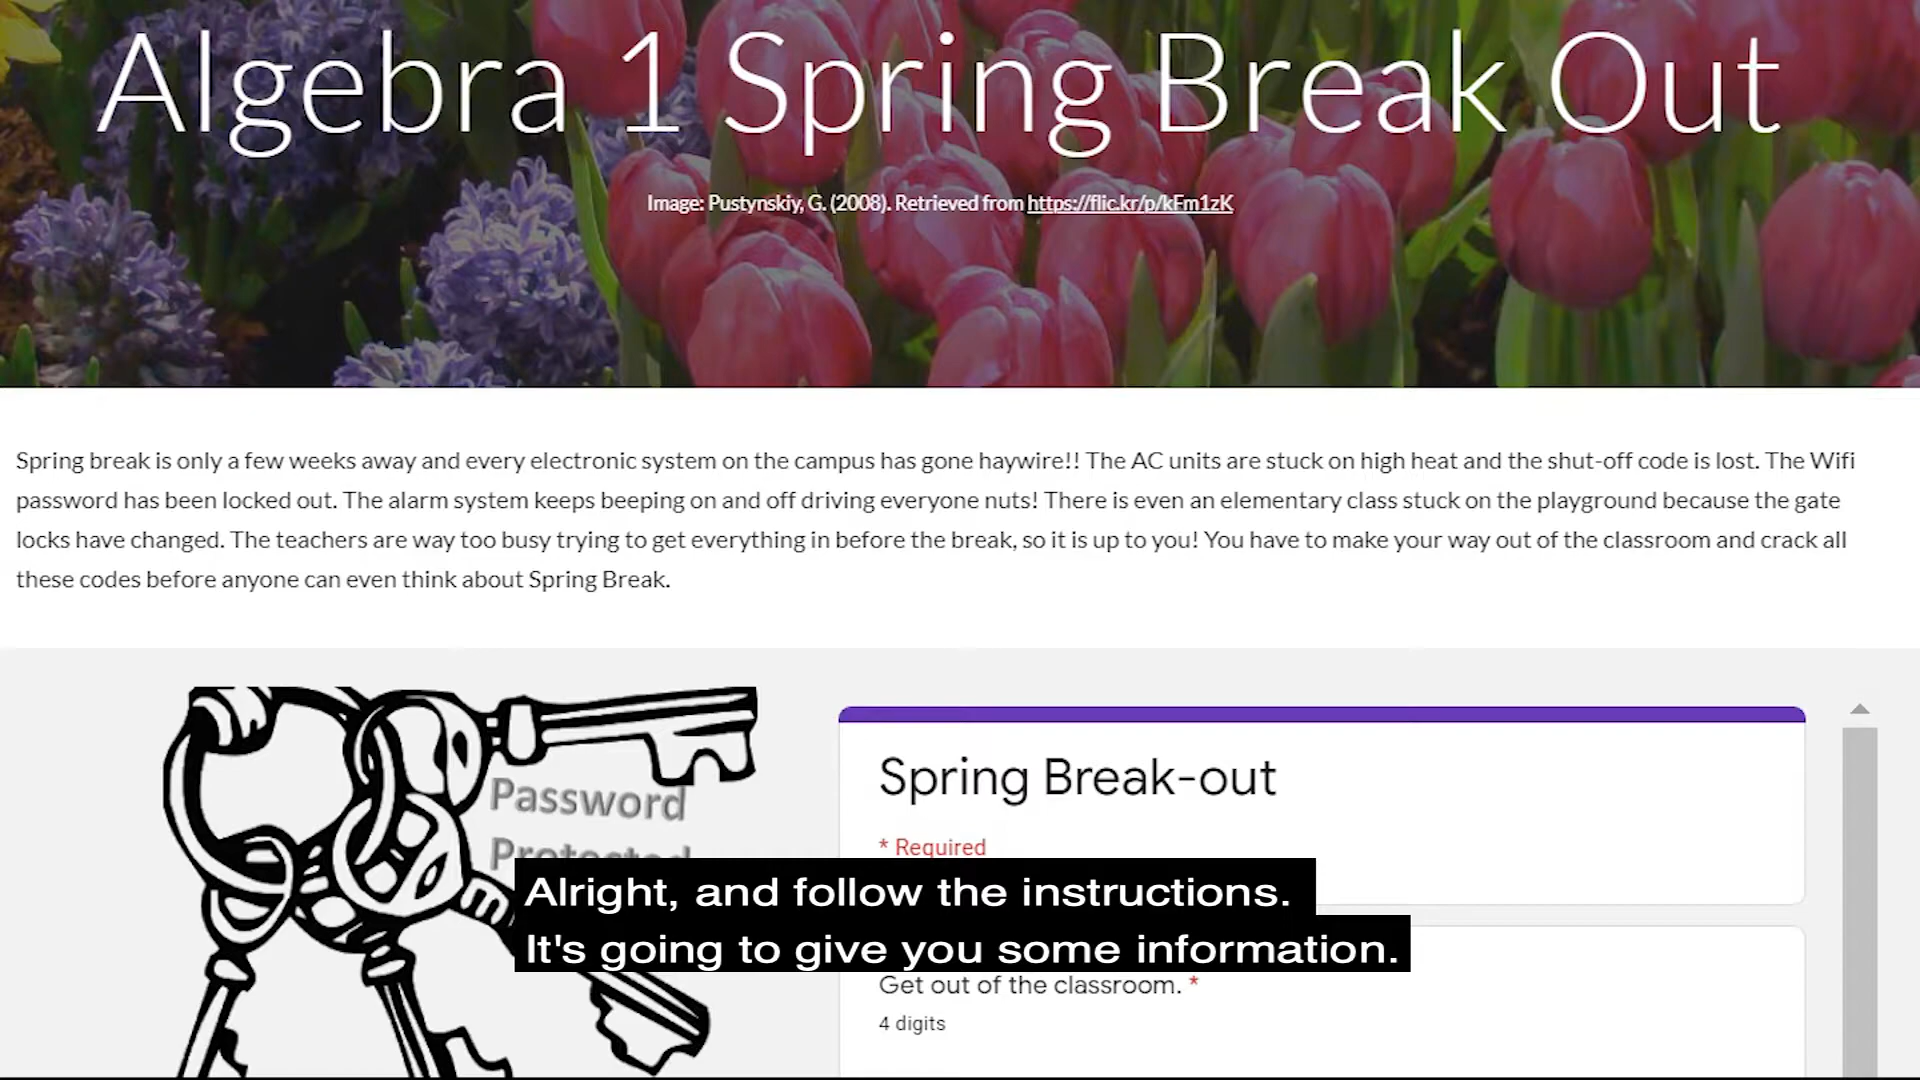 Algebra 1 Spring Break Out
Image: Pustynskiy, G. (2008). Retrieved from https://flic.kr/p/kFm1zK
Spring break is only a few weeks away and every electronic system on the campus has gone haywire!! The AC units are stuck on high heat and the shut-off code is lost. The Wifi
password has been locked out. The alarm system keeps beeping on and off driving everyone nuts! There is even an elementary class stuck on the playground because the gate
locks have changed. The teachers are way too busy trying to get everything in before the break, so it is up to you! You have to make your way out of the classroom and crack all
these codes before anyone can even think about Spring Break.
Password
Protected
Spring Break-out
* Required
Alright, and follow the instructions.
It's going to give you some information.
Get out of the classroom. *
4 digits